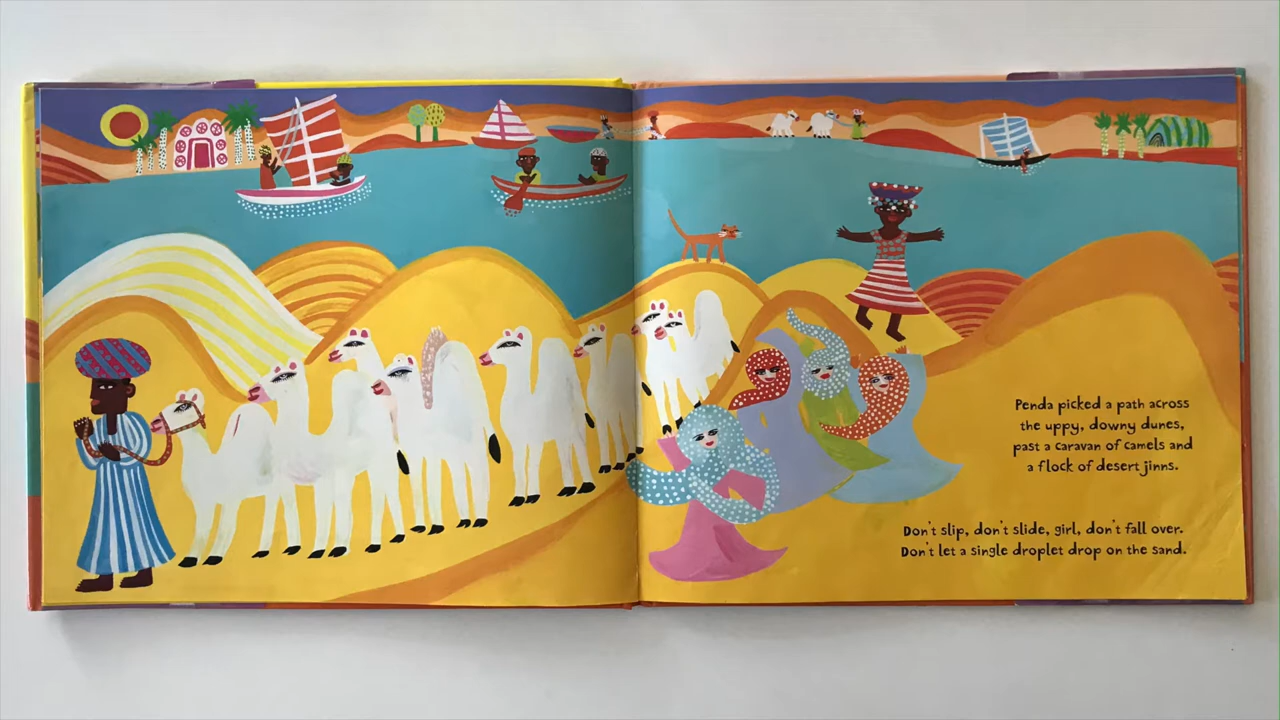 Penda picked a path across
the uppy, downy dunes,
past a caravan of camels and
a flock of desert jinns.
Don't slip, don't slide, girl, don't fall over.
Don't let a single droplet drop on the sand.